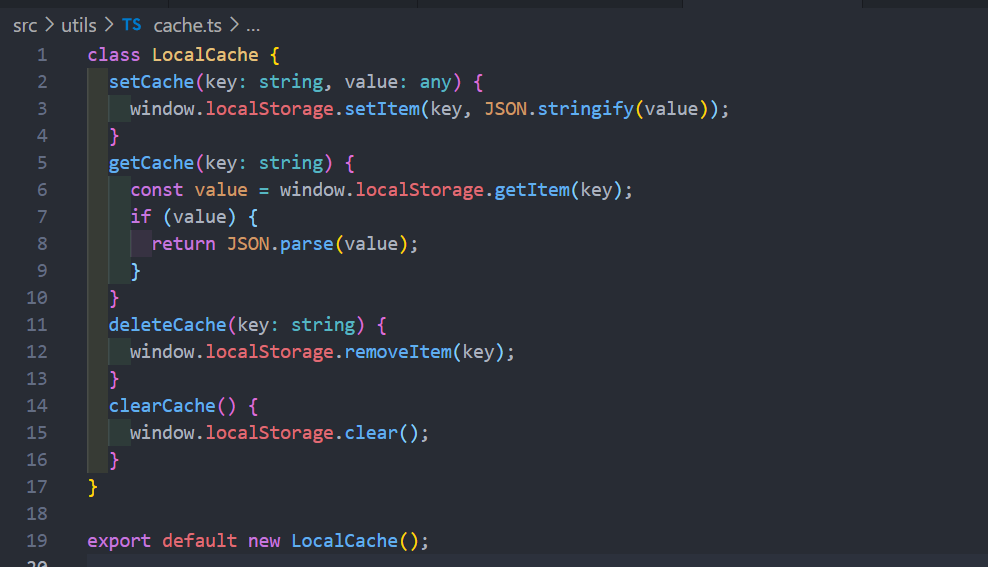 src > utils > TS cache.ts > ...
1 class LocalCache {
2 setCache(key: string, value: any) {
3 window.localStorage.setItem(key, JSON.stringify(value));
4 }
5 getCache(key: string) {
6 const value = window.localStorage.getItem(key);
7 if (value) {
8 return JSON.parse(value);
9 }
10 }
11 deleteCache(key: string) {
12 window.localStorage.removeItem(key);
13 }
14 clearCache() {
15 window.localStorage.clear();
16 }
17 }
18
19 export default new LocalCache();
20